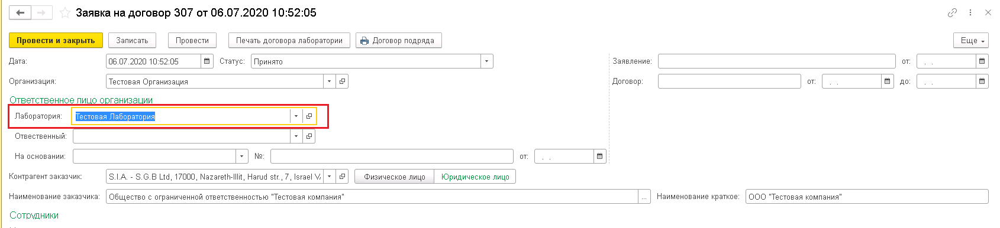 Заявка на договор 307 от 06.07.2020 10:52:05
Провести и закрыть Записать Провести Печать договора лаборатории Договор подряда Еще
Дата: 06.07.2020 10:52:05 Статус: Принято Заявление: от: . .
Организация: Тестовая Организация Договор: от: . . до: . .
Ответственное лицо организации
Лаборатория: Тестовая Лаборатория
Отвественный:
На основании: №: от: . .
Контрагент заказчик: S.I.A. - S.G.B Ltd, 17000, Nazareth-Illit, Harud str., 7, Israel Физическое лицо Юридическое лицо
Наименование заказчика: Общество с ограниченной ответственностью "Тестовая компания" ... Наименование краткое: ООО "Тестовая компания"
Сотрудники